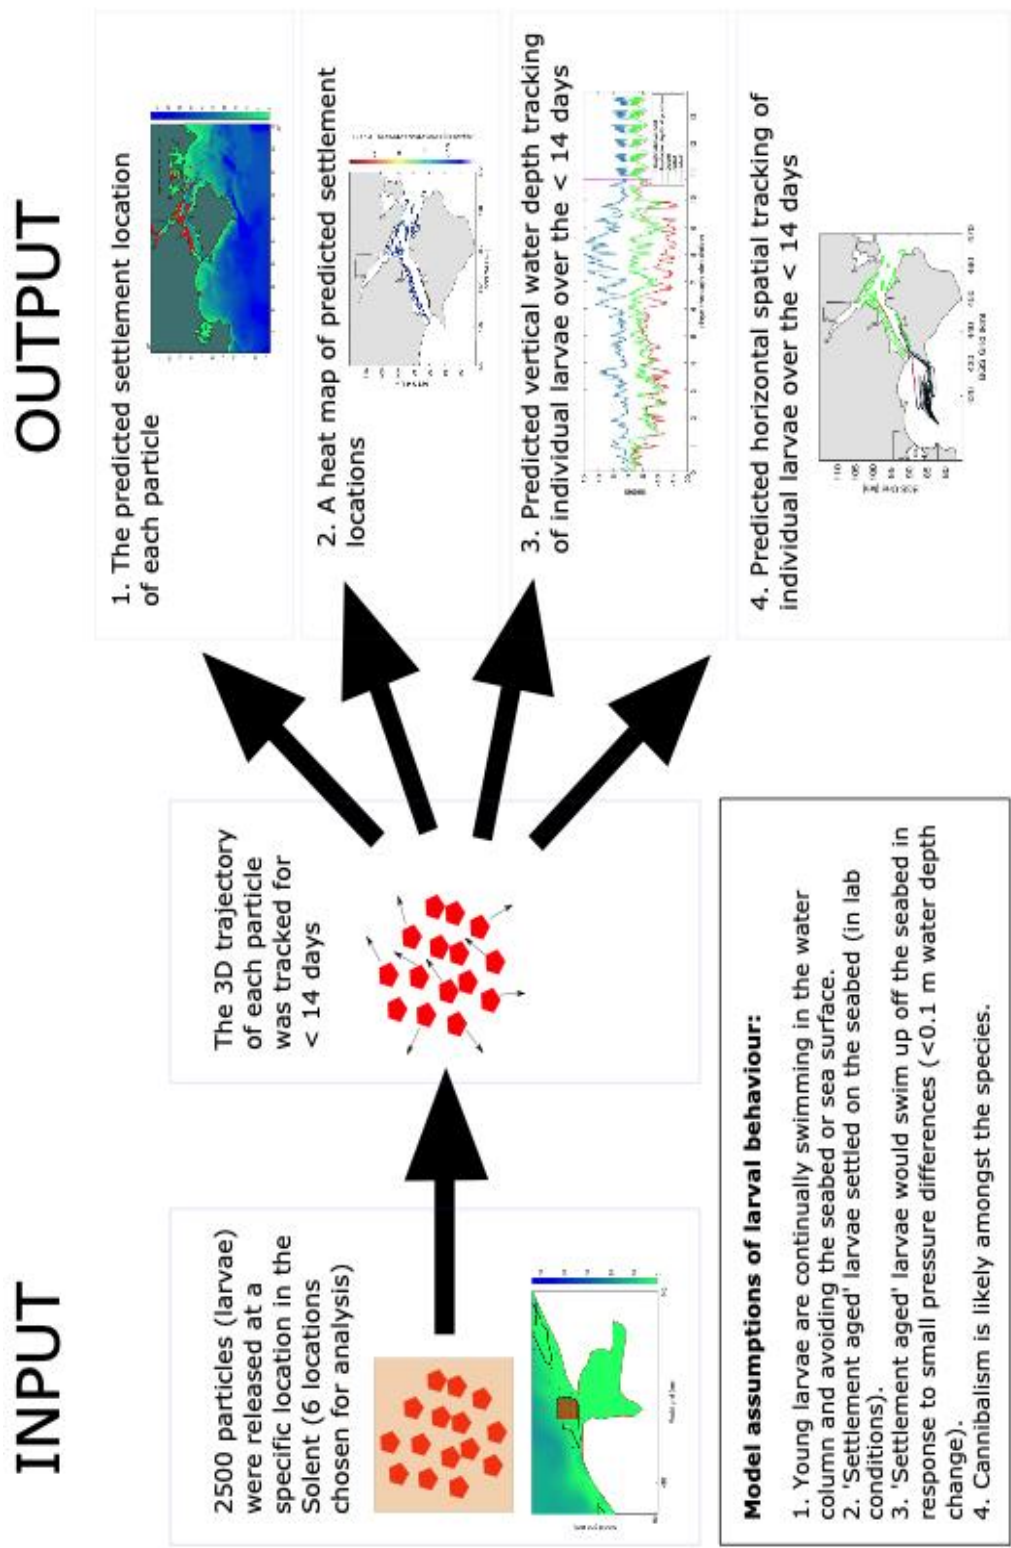 INPUT
OUTPUT
2500 particles (larvae)
were released at a
specific location in the
Solent (6 locations
chosen for analysis)
The 3D trajectory
of each particle
was tracked for
< 14 days
1. The predicted settlement location
of each particle
2. A heat map of predicted settlement
locations
3. Predicted vertical water depth tracking
of individual larvae over the < 14 days
4. Predicted horizontal spatial tracking of
individual larvae over the < 14 days
Model assumptions of larval behaviour:
1. Young larvae are continually swimming in the water
column and avoiding the seabed or sea surface.
2. 'Settlement aged' larvae settled on the seabed (in lab
conditions).
3. 'Settlement aged' larvae would swim up off the seabed in
response to small pressure differences (<0.1 m water depth
change).
4. Cannibalism is likely amongst the species.